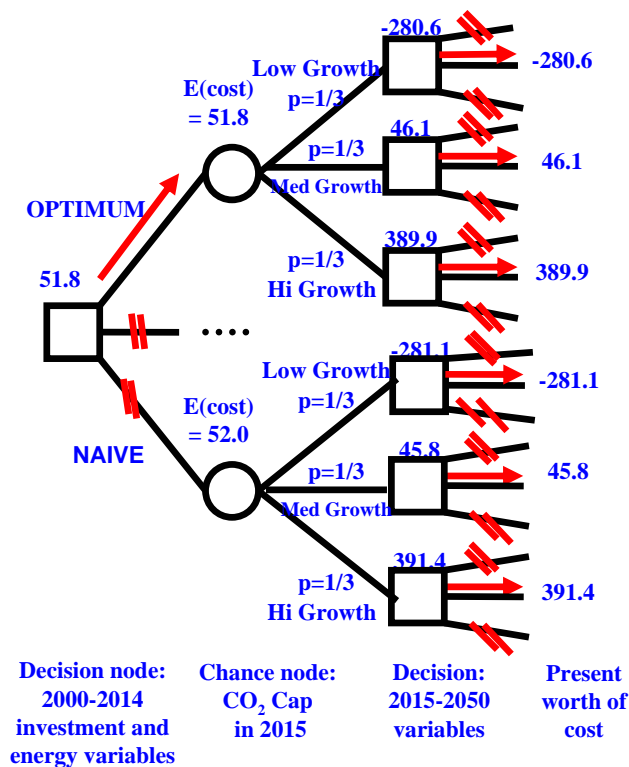 -280.6
Low Growth
-280.6
E(cost)
= 51.8
p=1/3
46.1
p=1/3
46.1
Med Growth
OPTIMUM
389.9
p=1/3
389.9
Hi Growth
51.8
....
-281.1
Low Growth
-281.1
p=1/3
E(cost)
= 52.0
NAIVE
45.8
p=1/3
45.8
Med Growth
391.4
p=1/3
391.4
Hi Growth
Decision node:
2000-2014
investment and
energy variables
Chance node:
CO₂ Cap
in 2015
Decision:
2015-2050
variables
Present
worth of
cost